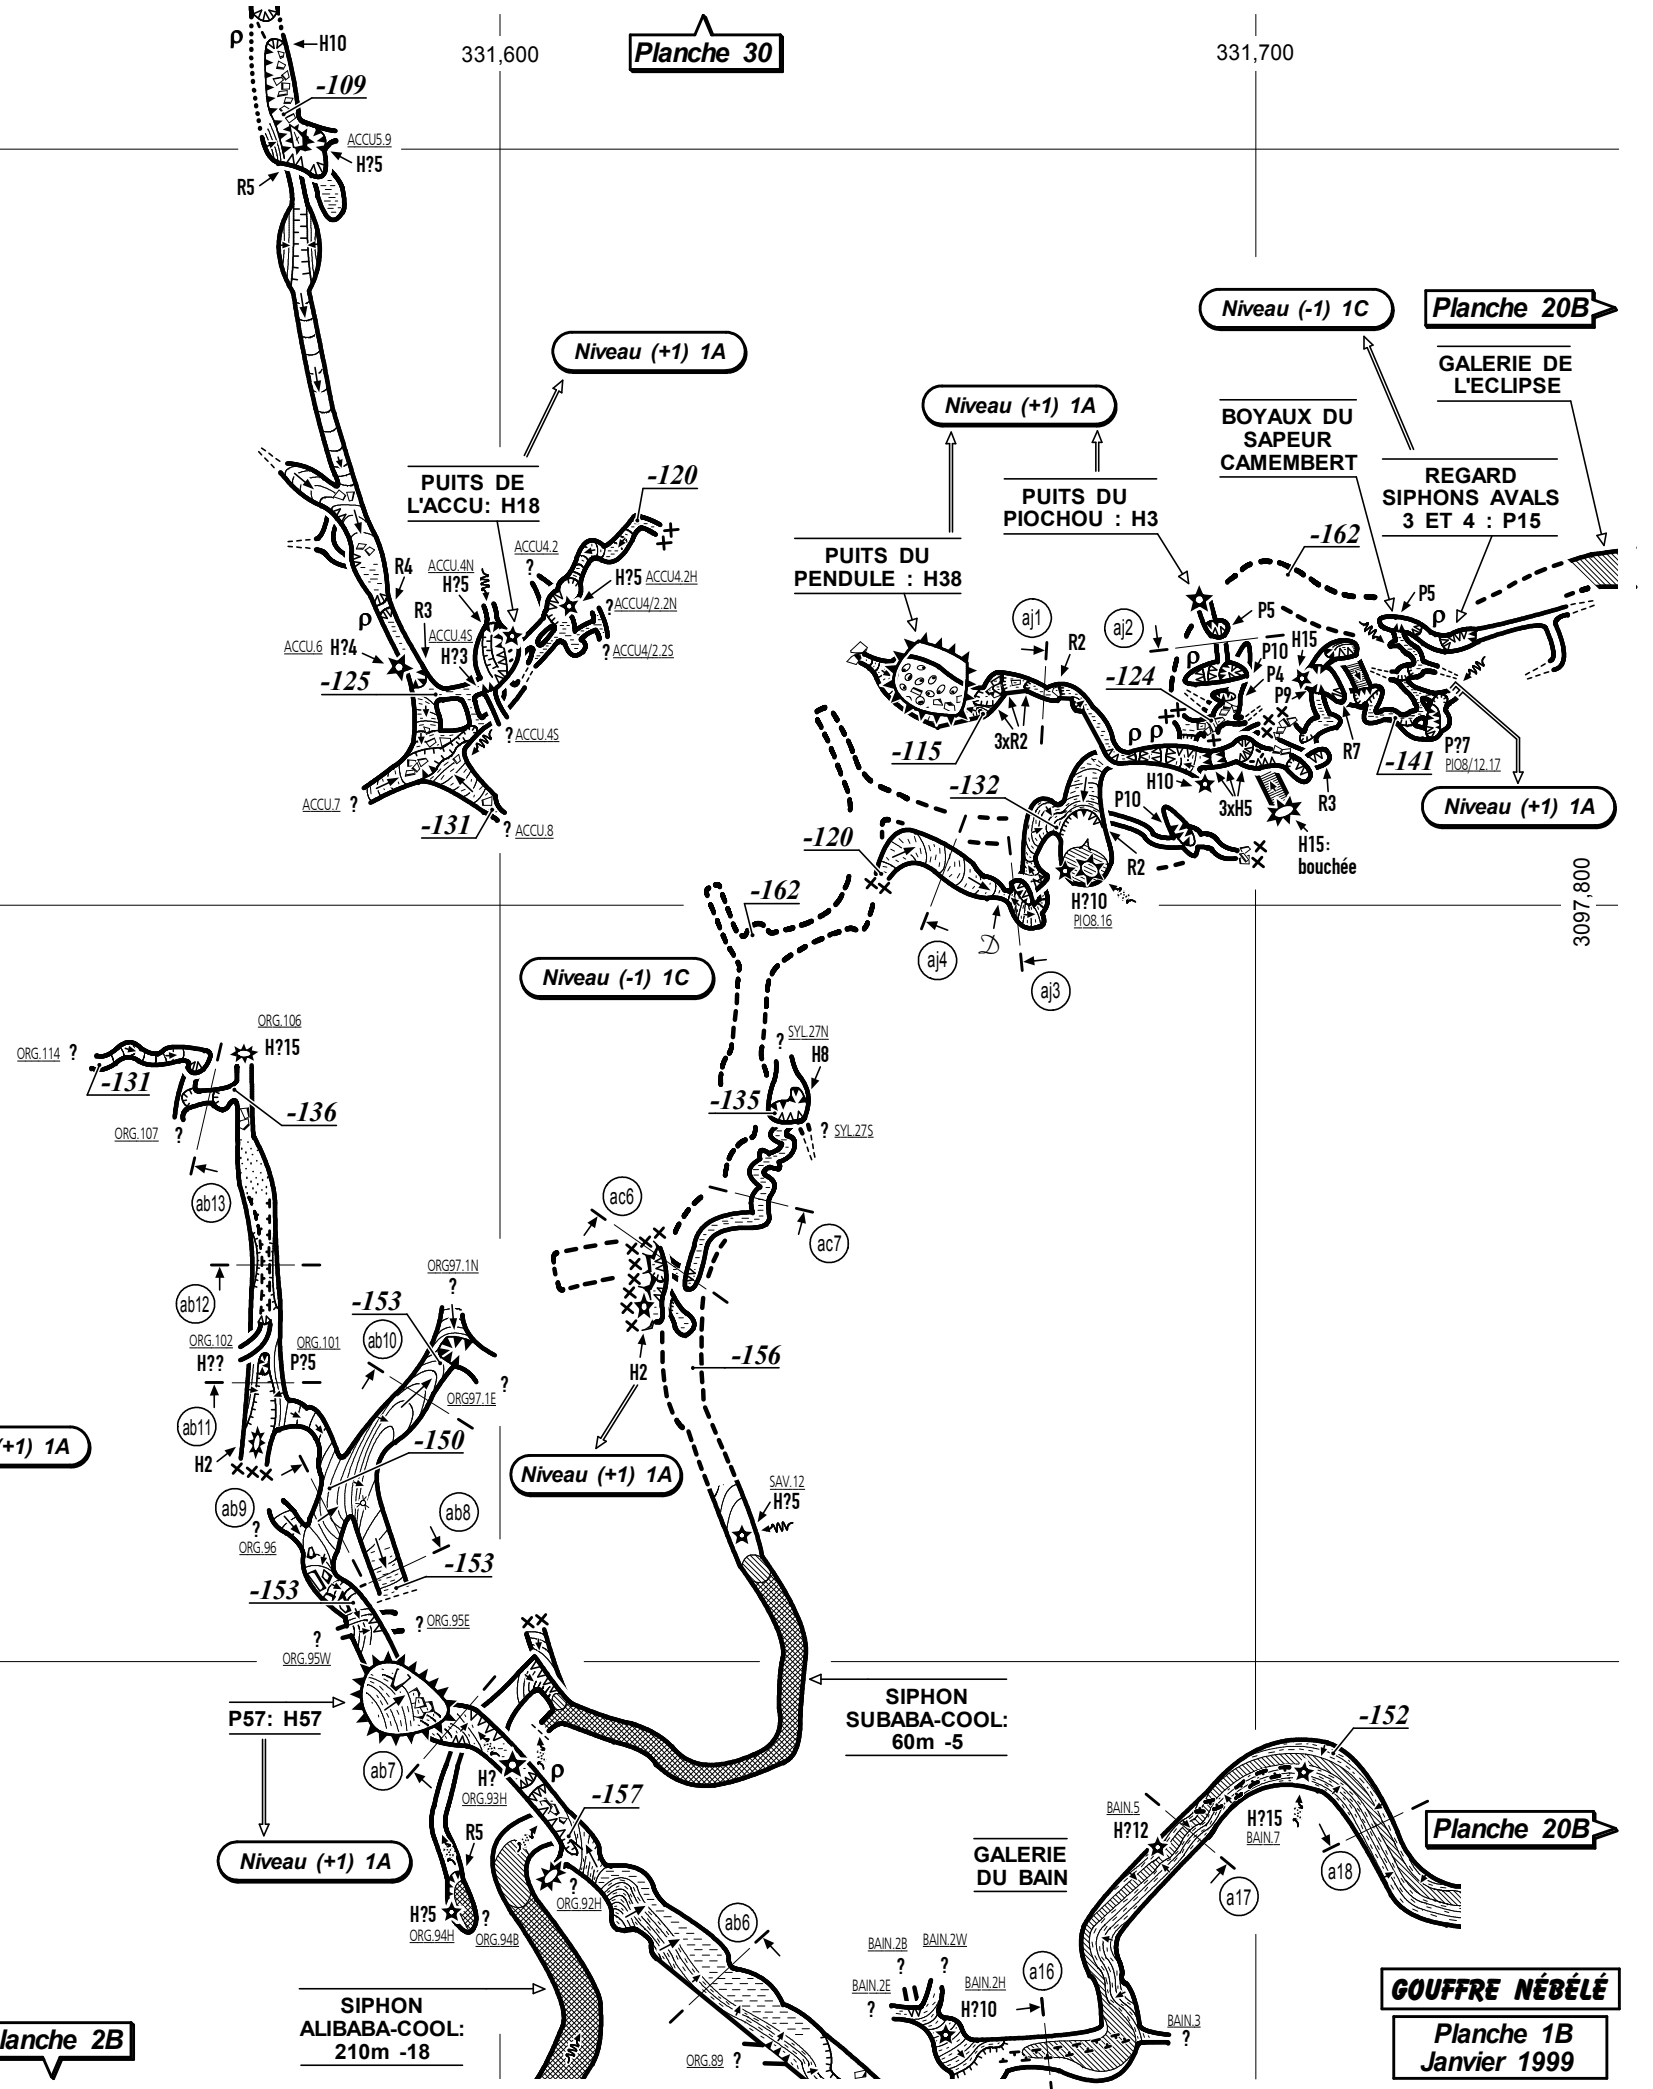 Planche 30
331,600
331,700
ρ
H10
-109
ACCU5.9
H?5
R5
Niveau (-1) 1C
Planche 20B
Niveau (+1) 1A
GALERIE DE
L'ECLIPSE
Niveau (+1) 1A
BOYAUX DU
SAPEUR
CAMEMBERT
REGARD
SIPHONS AVALS
3 ET 4 : P15
PUITS DE
L'ACCU: H18
-120
PUITS DU
PIOCHOU : H3
PUITS DU
PENDULE : H38
-162
ACCU4.2
?
R4
ACCU.4N
H?5
H?5 ACCU4.2H
? ACCU4/2.2N
? ACCU4/2.2S
ρ
R3
ACCU.4S
H?3
ACCU.6 H?4
-125
? ACCU.4S
ACCU.7 ?
-131
? ACCU.8
aj1
R2
aj2
P5
P5
ρ
H15
ρ
P10
P4
P9
-124
-115
3xR2
ρ ρ
R7
-141
P?7
PIO8/12.17
H10
3xH5
R3
Niveau (+1) 1A
-132
P10
H15:
bouchée
R2
-120
H?10
PIO8.16
3097,800
-162
aj4
D
aj3
Niveau (-1) 1C
ORG.106
H?15
ORG.114 ?
-131
-136
ORG.107 ?
SYL.27N
?
H8
-135
? SYL.27S
ab13
ac6
ac7
ab12
ORG97.1N
?
-153
ab10
ORG.102
H??
ORG.101
P?5
H2
-156
?
ORG97.1E
ab11
(+1) 1A
H2
-150
Niveau (+1) 1A
SAV.12
H?5
ab9
?
ORG.96
ab8
-153
-153
? ORG.95E
?
ORG.95W
SIPHON
SUBABA-COOL:
60m -5
P57: H57
-152
ab7
H?
ORG.93H
ρ
-157
BAIN.5
H?12
H?15
BAIN.7
Planche 20B
R5
Niveau (+1) 1A
GALERIE
DU BAIN
a18
a17
?
ORG.92H
H?5
ORG.94H
?
ORG.94B
ab6
BAIN.2B
?
BAIN.2W
?
BAIN.2E
?
BAIN.2H
H?10
a16
BAIN.3
?
SIPHON
ALIBABA-COOL:
210m -18
ORG.89 ?
GOUFFRE NÉBÉLÉ
Planche 1B
Janvier 1999
lanche 2B